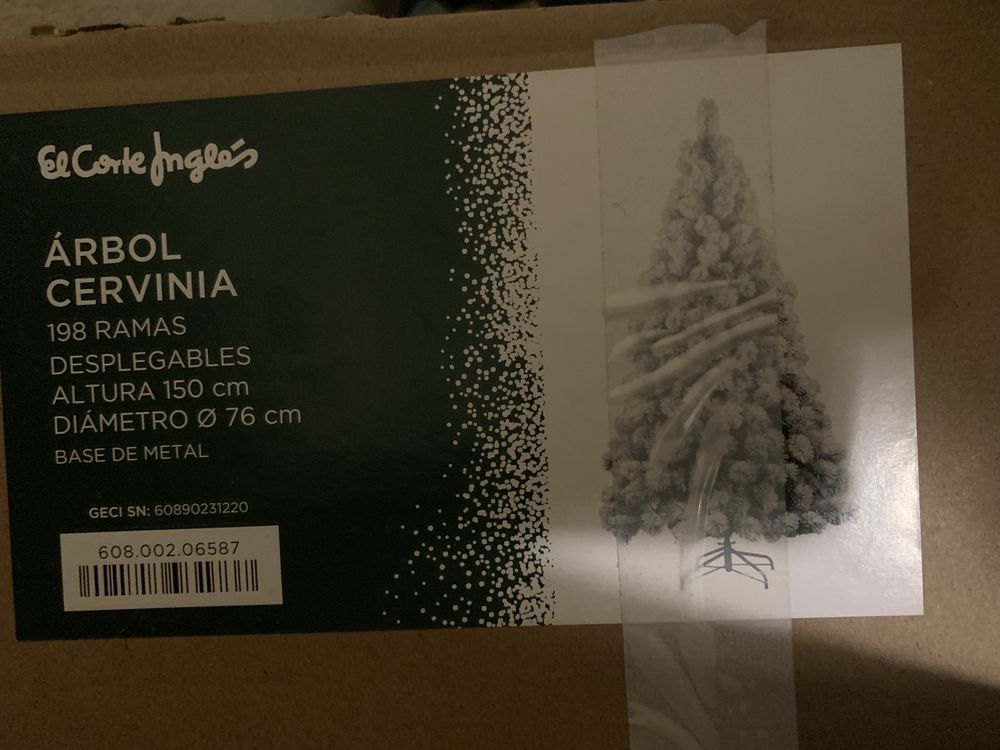 El Corte Inglés
ÁRBOL
CERVINIA
198 RAMAS
DESPLEGABLES
ALTURA 150 cm
DIÁMETRO Ø 76 cm
BASE DE METAL
GECI SN: 60890231220
608.002.06587